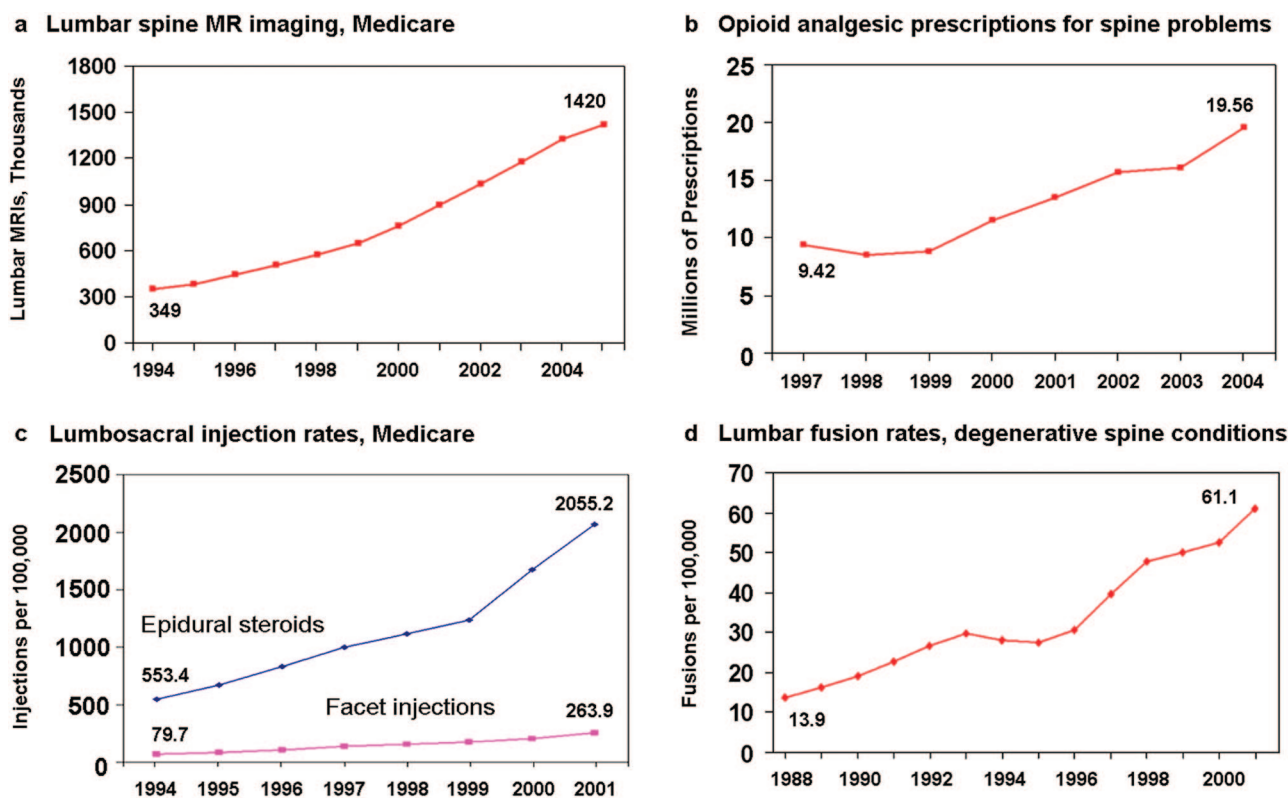 a Lumbar spine MR imaging, Medicare
Lumbar MRIs, Thousands
1800
1500
1200
900
600
300
0
1420
349
1994 1996 1998 2000 2002 2004
b Opioid analgesic prescriptions for spine problems
Millions of Prescriptions
25
20
15
10
5
0
19.56
9.42
1997 1998 1999 2000 2001 2002 2003 2004
c Lumbosacral injection rates, Medicare
Injections per 100,000
2500
2000
1500
1000
500
0
2055.2
Epidural steroids
553.4
Facet injections
263.9
79.7
1994 1995 1996 1997 1998 1999 2000 2001
d Lumbar fusion rates, degenerative spine conditions
Fusions per 100,000
70
60
50
40
30
20
10
0
61.1
13.9
1988 1990 1992 1994 1996 1998 2000